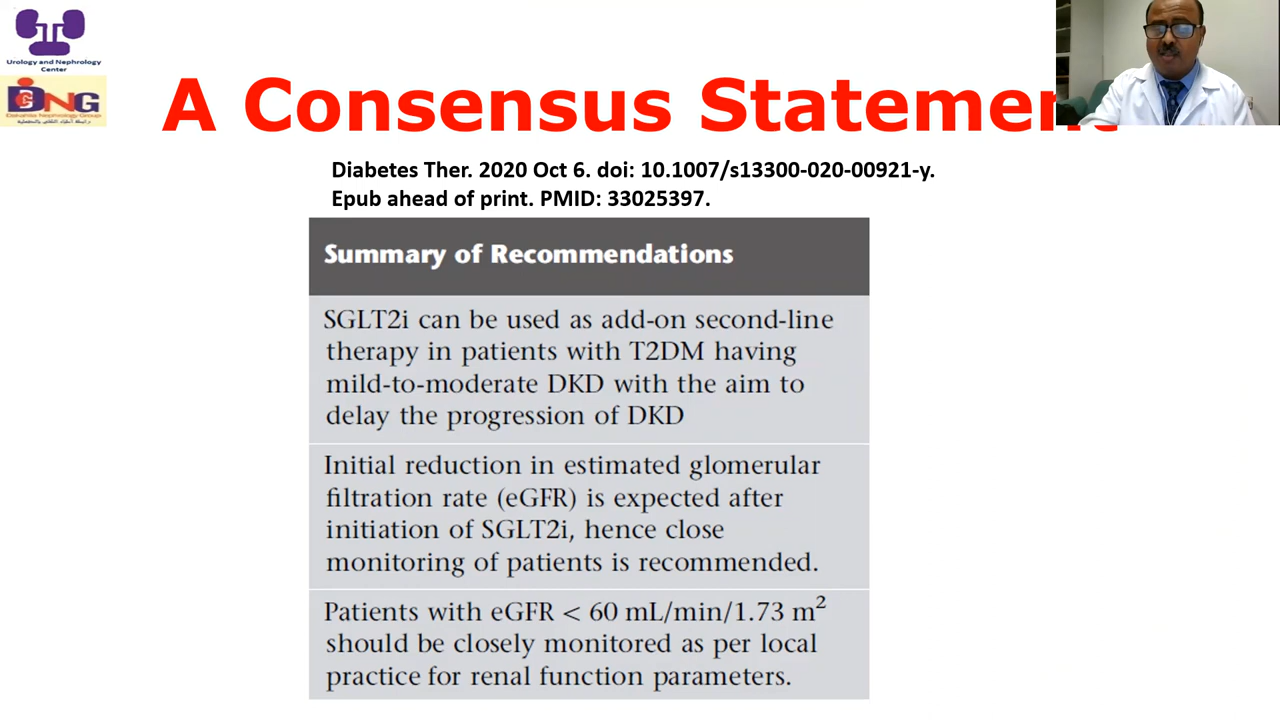 Urology and Nephrology
Center
DNG
Dakahlia Nephrology Group
A Consensus Statement
Diabetes Ther. 2020 Oct 6. doi: 10.1007/s13300-020-00921-y.
Epub ahead of print. PMID: 33025397.
Summary of Recommendations
SGLT2i can be used as add-on second-line
therapy in patients with T2DM having
mild-to-moderate DKD with the aim to
delay the progression of DKD
Initial reduction in estimated glomerular
filtration rate (eGFR) is expected after
initiation of SGLT2i, hence close
monitoring of patients is recommended.
Patients with eGFR < 60 mL/min/1.73 m²
should be closely monitored as per local
practice for renal function parameters.